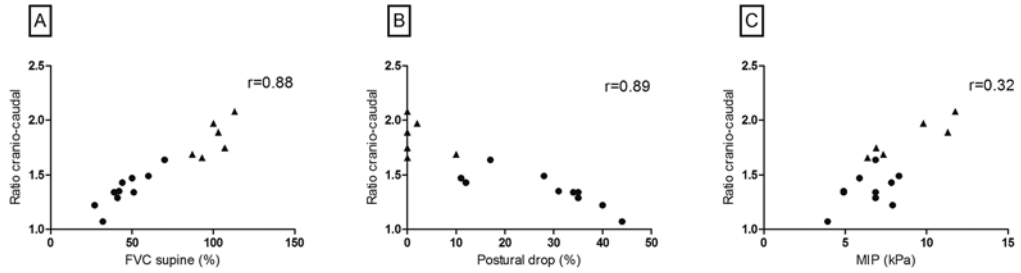 A
r=0.88
Ratio cranio-caudal
2.5
2.0
1.5
1.0
0
50
100
150
FVC supine (%)
B
r=0.89
Ratio cranio-caudal
2.5
2.0
1.5
1.0
0
10
20
30
40
50
Postural drop (%)
C
r=0.32
Ratio cranio-caudal
2.5
2.0
1.5
1.0
0
5
10
15
MIP (kPa)